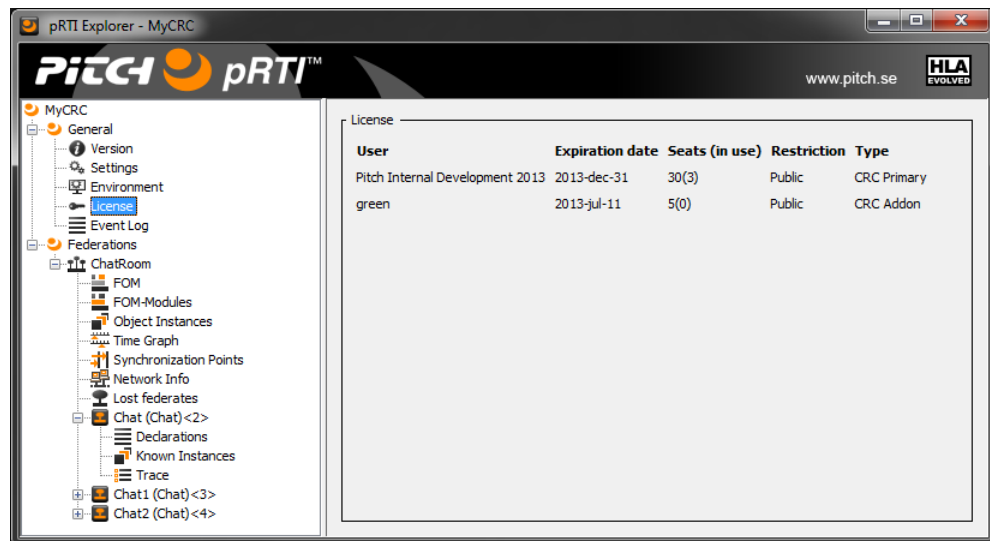 pRTI Explorer - MyCRC
PITCH pRTI™
www.pitch.se
HLA
EVOLVED
MyCRC
General
Version
Settings
Environment
License
Event Log
Federations
ChatRoom
FOM
FOM-Modules
Object Instances
Time Graph
Synchronization Points
Network Info
Lost federates
Chat (Chat)<2>
Declarations
Known Instances
Trace
Chat1 (Chat)<3>
Chat2 (Chat)<4>
License
User Expiration date Seats (in use) Restriction Type
Pitch Internal Development 2013 2013-dec-31 30(3) Public CRC Primary
green 2013-jul-11 5(0) Public CRC Addon